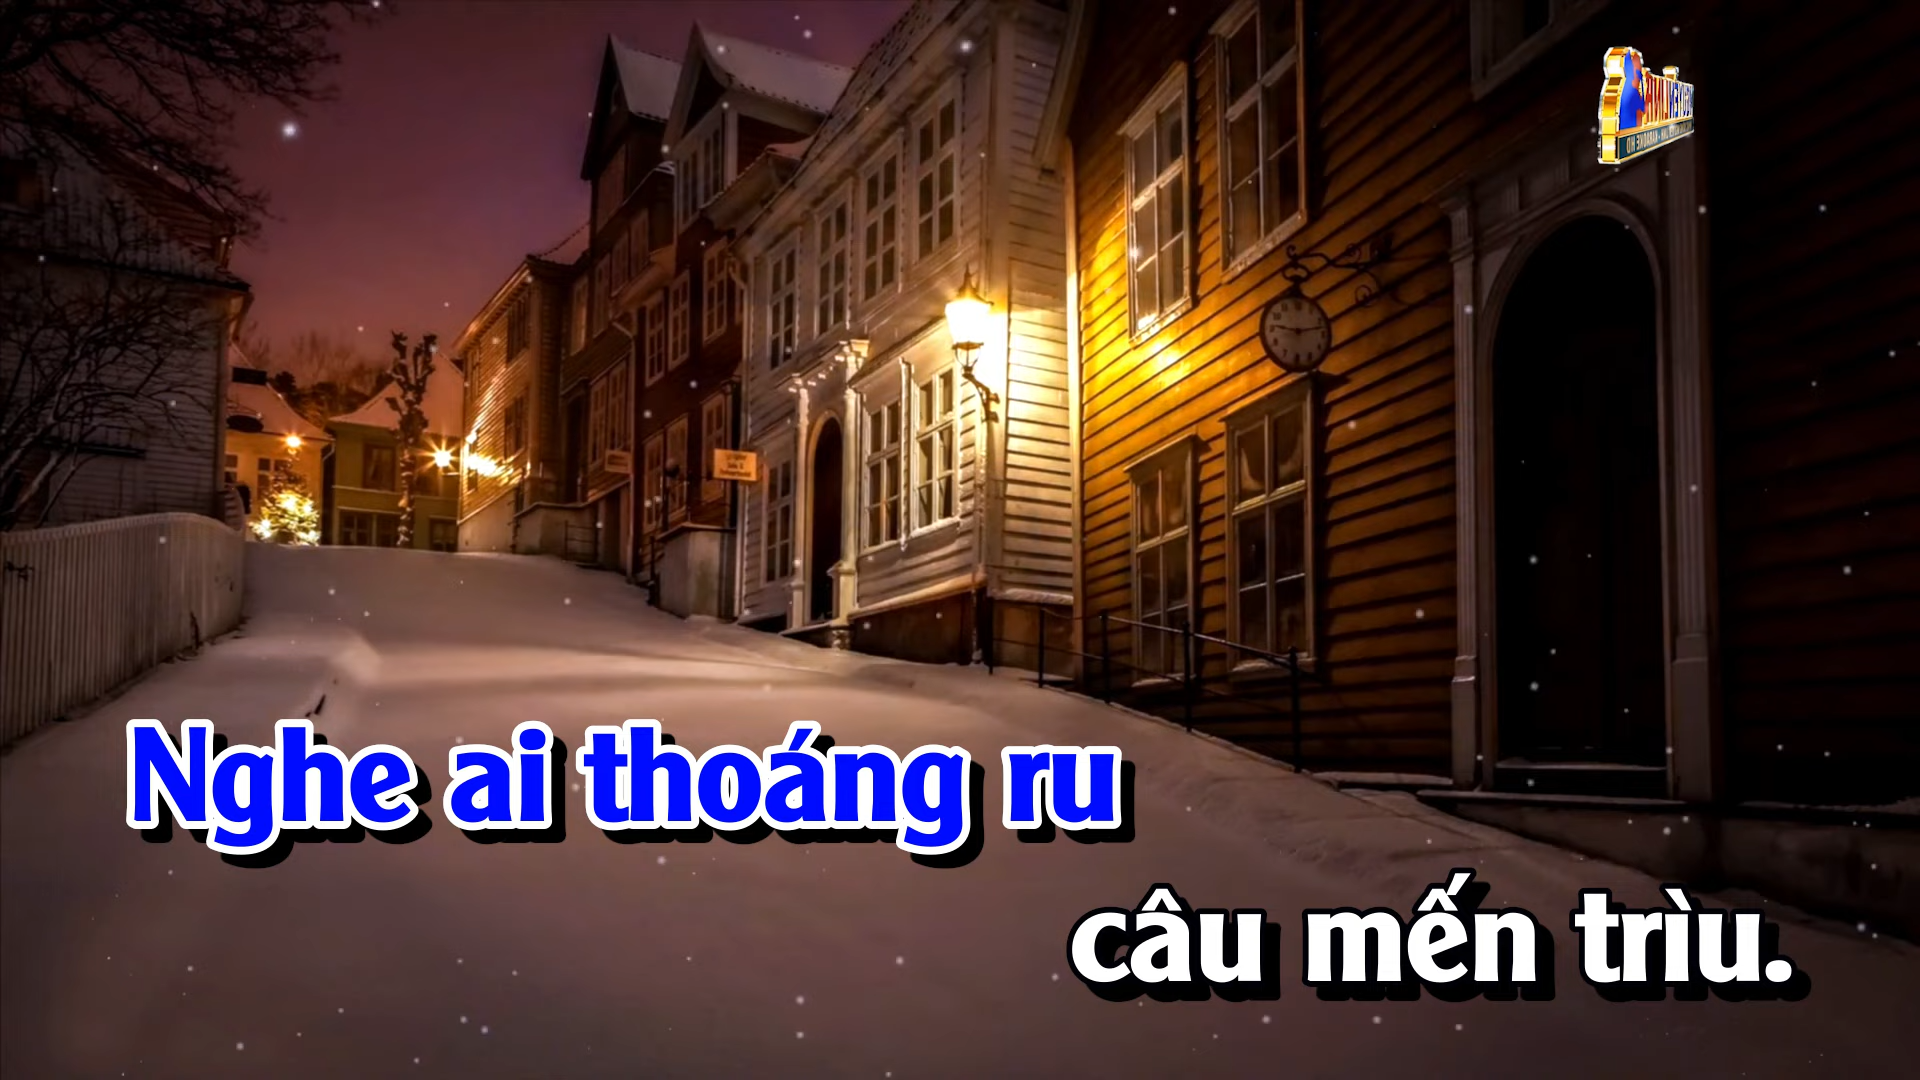 Nghe ai thoáng ru
câu mến trìu.